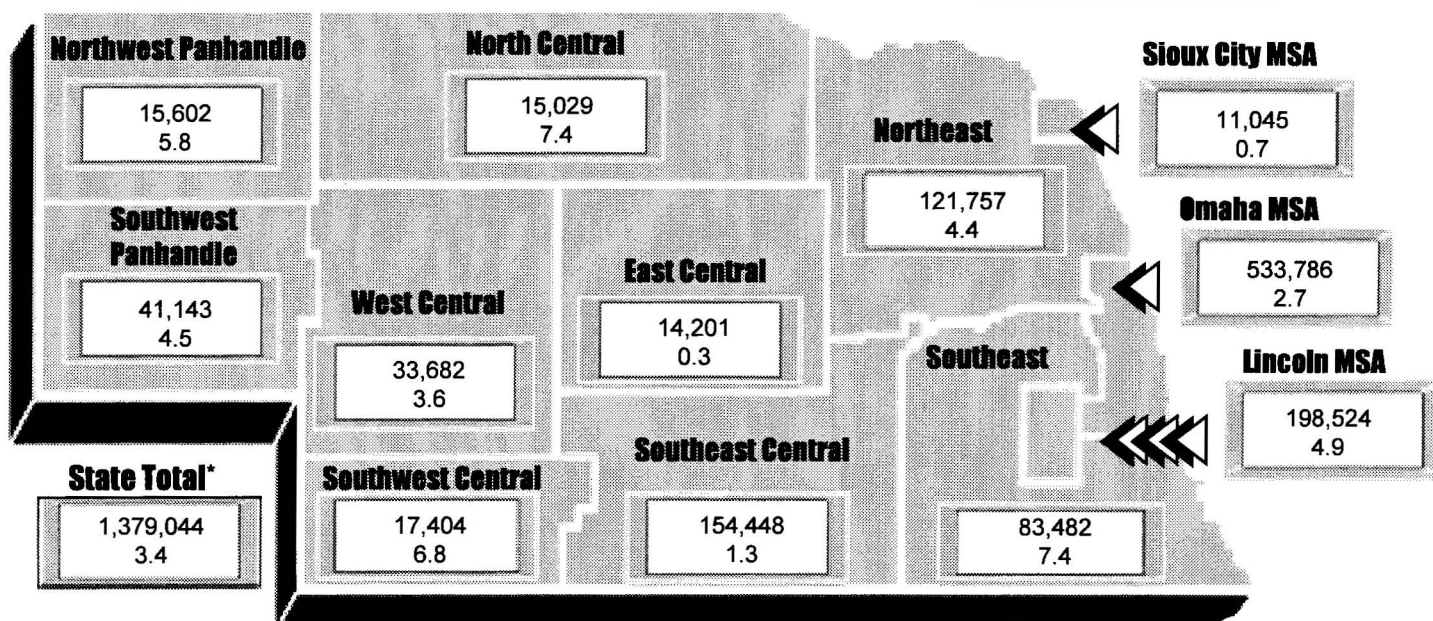 Northwest Panhandle
15,602
5.8
North Central
15,029
7.4
Sioux City MSA
11,045
0.7
Northeast
121,757
4.4
Southwest
Panhandle
41,143
4.5
West Central
33,682
3.6
East Central
14,201
0.3
Omaha MSA
533,786
2.7
Southeast
Lincoln MSA
198,524
4.9
State Total*
1,379,044
3.4
Southwest Central
17,404
6.8
Southeast Central
154,448
1.3
83,482
7.4